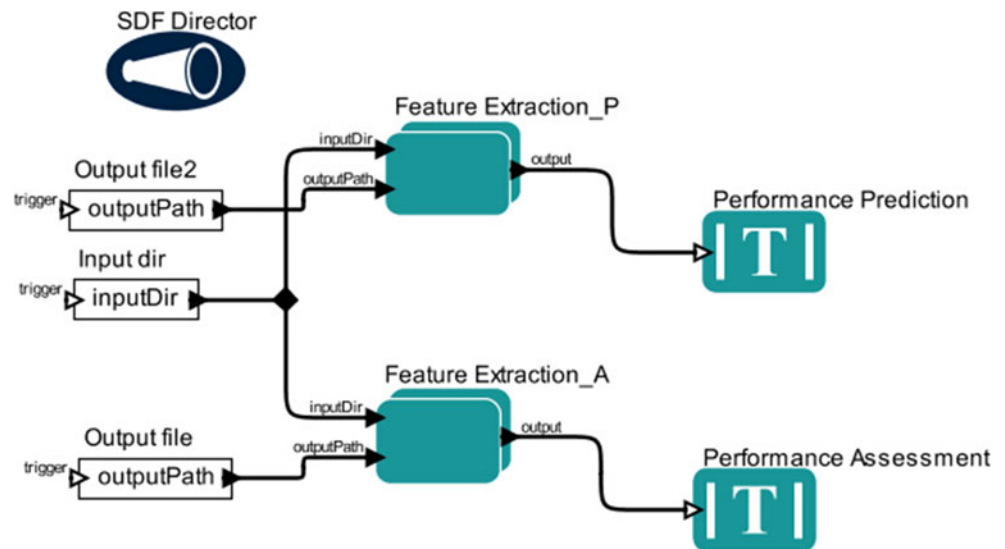 SDF Director
Feature Extraction_P
inputDir
outputPath
output
Output file2
trigger
outputPath
Performance Prediction
T
Input dir
trigger
inputDir
Feature Extraction_A
inputDir
outputPath
output
Output file
trigger
outputPath
Performance Assessment
T